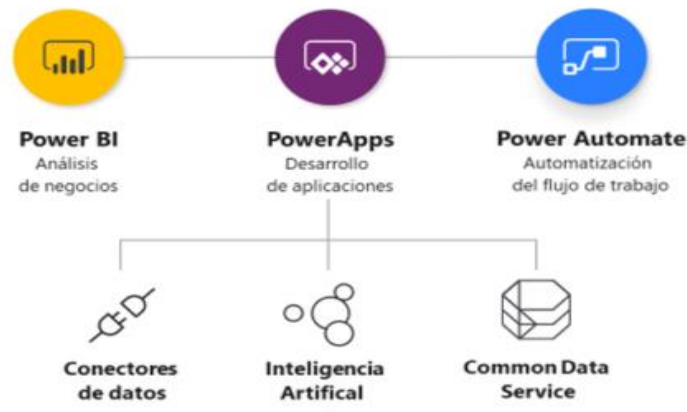 Power BI
Análisis
de negocios
PowerApps
Desarrollo
de aplicaciones
Power Automate
Automatización
del flujo de trabajo
Conectores
de datos
Inteligencia
Artifical
Common Data
Service